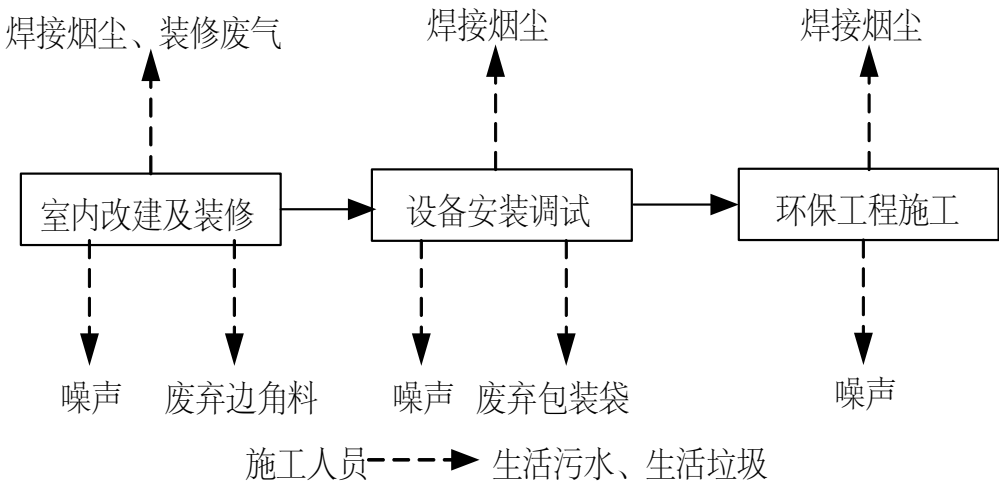 焊接烟尘、装修废气
焊接烟尘
焊接烟尘
室内改建及装修
设备安装调试
环保工程施工
噪声
废弃边角料
噪声
废弃包装袋
噪声
施工人员
生活污水、生活垃圾